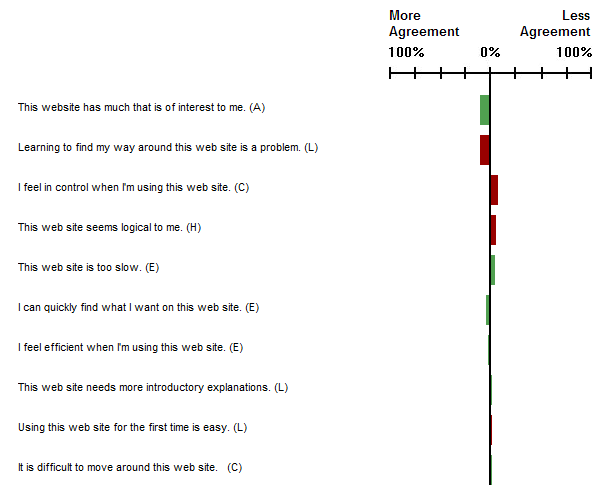 More Less
Agreement Agreement
100% 0% 100%
This website has much that is of interest to me. (A)
Learning to find my way around this web site is a problem. (L)
I feel in control when I'm using this web site. (C)
This web site seems logical to me. (H)
This web site is too slow. (E)
I can quickly find what I want on this web site. (E)
I feel efficient when I'm using this web site. (E)
This web site needs more introductory explanations. (L)
Using this web site for the first time is easy. (L)
It is difficult to move around this web site. (C)